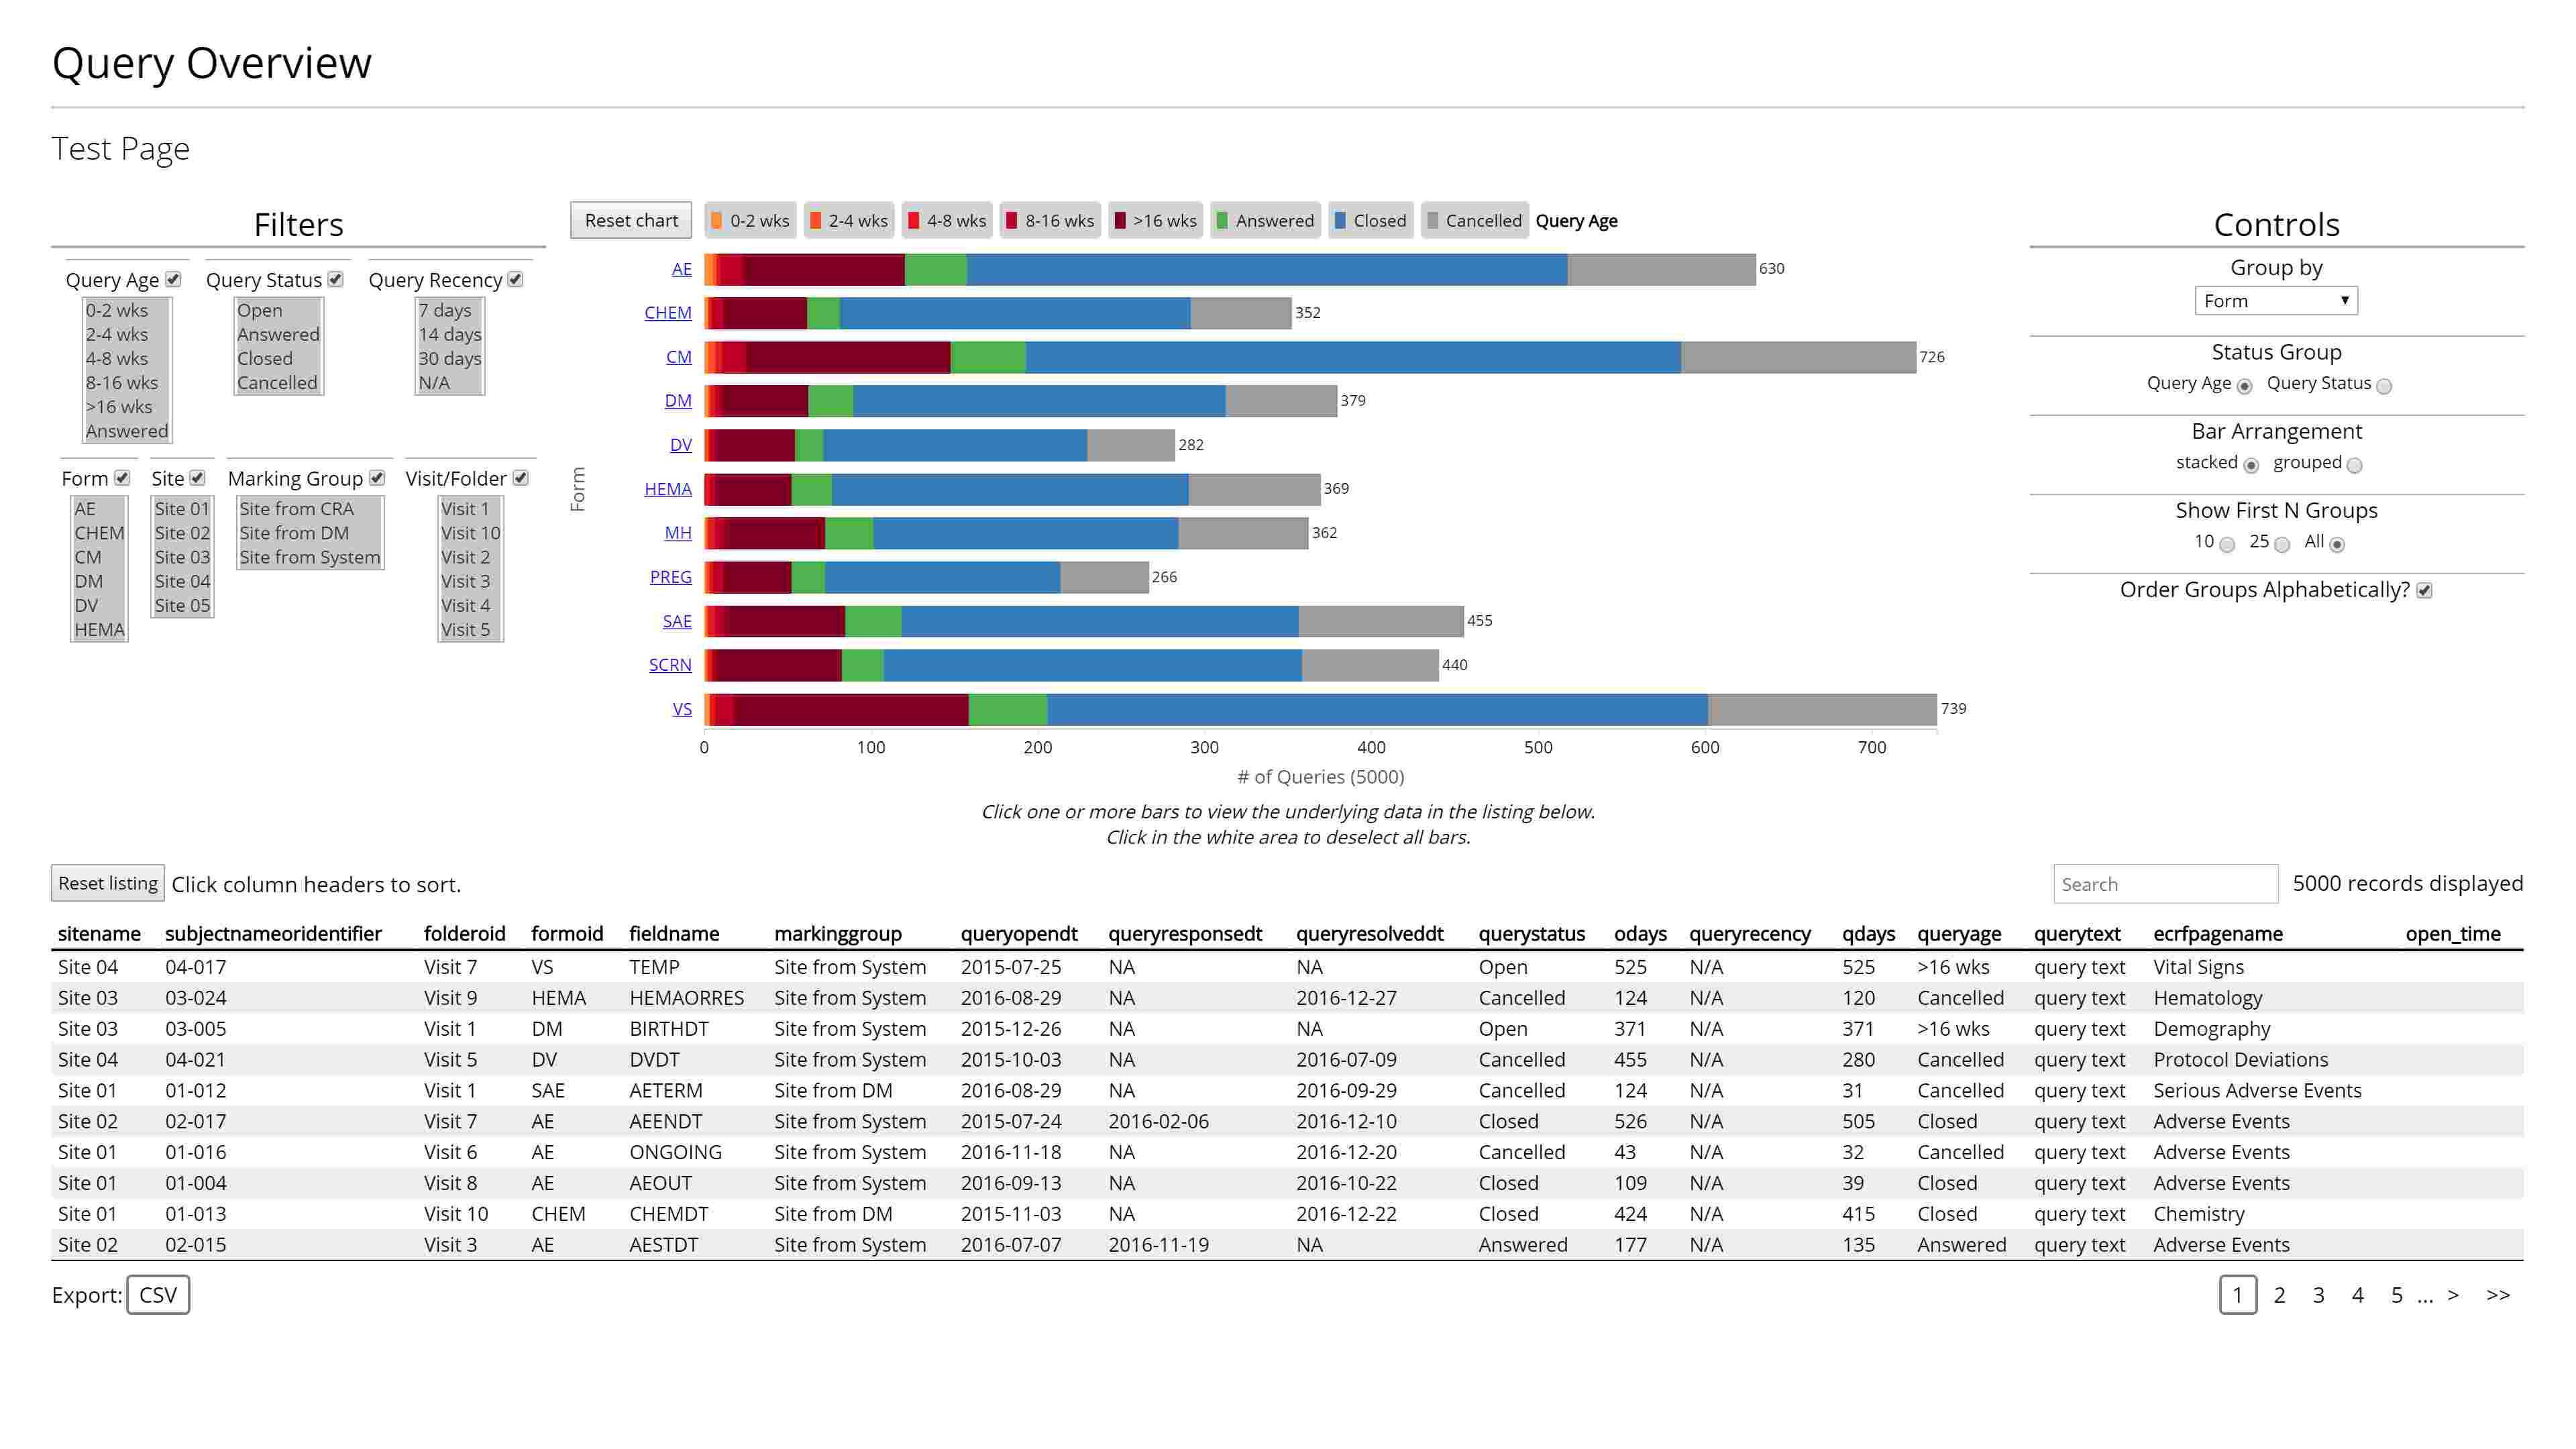 Query Overview
Test Page
Filters
Query Age
0-2 wks
2-4 wks
4-8 wks
8-16 wks
>16 wks
Answered
Query Status
Open
Answered
Closed
Cancelled
Query Recency
7 days
14 days
30 days
N/A
Form
AE
CHEM
CM
DM
DV
HEMA
Site
Site 01
Site 02
Site 03
Site 04
Site 05
Marking Group
Site from CRA
Site from DM
Site from System
Visit/Folder
Visit 1
Visit 10
Visit 2
Visit 3
Visit 4
Visit 5
Reset chart 0-2 wks 2-4 wks 4-8 wks 8-16 wks >16 wks Answered Closed Cancelled Query Age
Form
AE 630
CHEM 352
CM 726
DM 379
DV 282
HEMA 369
MH 362
PREG 266
SAE 455
SCRN 440
VS 739
0 100 200 300 400 500 600 700
# of Queries (5000)
Controls
Group by
Form
Status Group
Query Age Query Status
Bar Arrangement
stacked grouped
Show First N Groups
10 25 All
Order Groups Alphabetically?
Click one or more bars to view the underlying data in the listing below.
Click in the white area to deselect all bars.
Reset listing Click column headers to sort. Search 5000 records displayed
sitename subjectnameoridentifier folderoid formoid fieldname markinggroup queryopendt queryresponsedt queryresolveddt querystatus odays queryrecency qdays queryage querytext ecrfpagename open_time
Site 04 04-017 Visit 7 VS TEMP Site from System 2015-07-25 NA NA Open 525 N/A 525 >16 wks query text Vital Signs
Site 03 03-024 Visit 9 HEMA HEMAORRES Site from System 2016-08-29 NA 2016-12-27 Cancelled 124 N/A 120 Cancelled query text Hematology
Site 03 03-005 Visit 1 DM BIRTHDT Site from System 2015-12-26 NA NA Open 371 N/A 371 >16 wks query text Demography
Site 04 04-021 Visit 5 DV DVDT Site from System 2015-10-03 NA 2016-07-09 Cancelled 455 N/A 280 Cancelled query text Protocol Deviations
Site 01 01-012 Visit 1 SAE AETERM Site from DM 2016-08-29 NA 2016-09-29 Cancelled 124 N/A 31 Cancelled query text Serious Adverse Events
Site 02 02-017 Visit 7 AE AEENDT Site from System 2015-07-24 2016-02-06 2016-12-10 Closed 526 N/A 505 Closed query text Adverse Events
Site 01 01-016 Visit 6 AE ONGOING Site from System 2016-11-18 NA 2016-12-20 Cancelled 43 N/A 32 Cancelled query text Adverse Events
Site 01 01-004 Visit 8 AE AEOUT Site from System 2016-09-13 NA 2016-10-22 Closed 109 N/A 39 Closed query text Adverse Events
Site 01 01-013 Visit 10 CHEM CHEMDT Site from DM 2015-11-03 NA 2016-12-22 Closed 424 N/A 415 Closed query text Chemistry
Site 02 02-015 Visit 3 AE AESTDT Site from System 2016-07-07 2016-11-19 NA Answered 177 N/A 135 Answered query text Adverse Events
Export: CSV 1 2 3 4 5 ... > >>